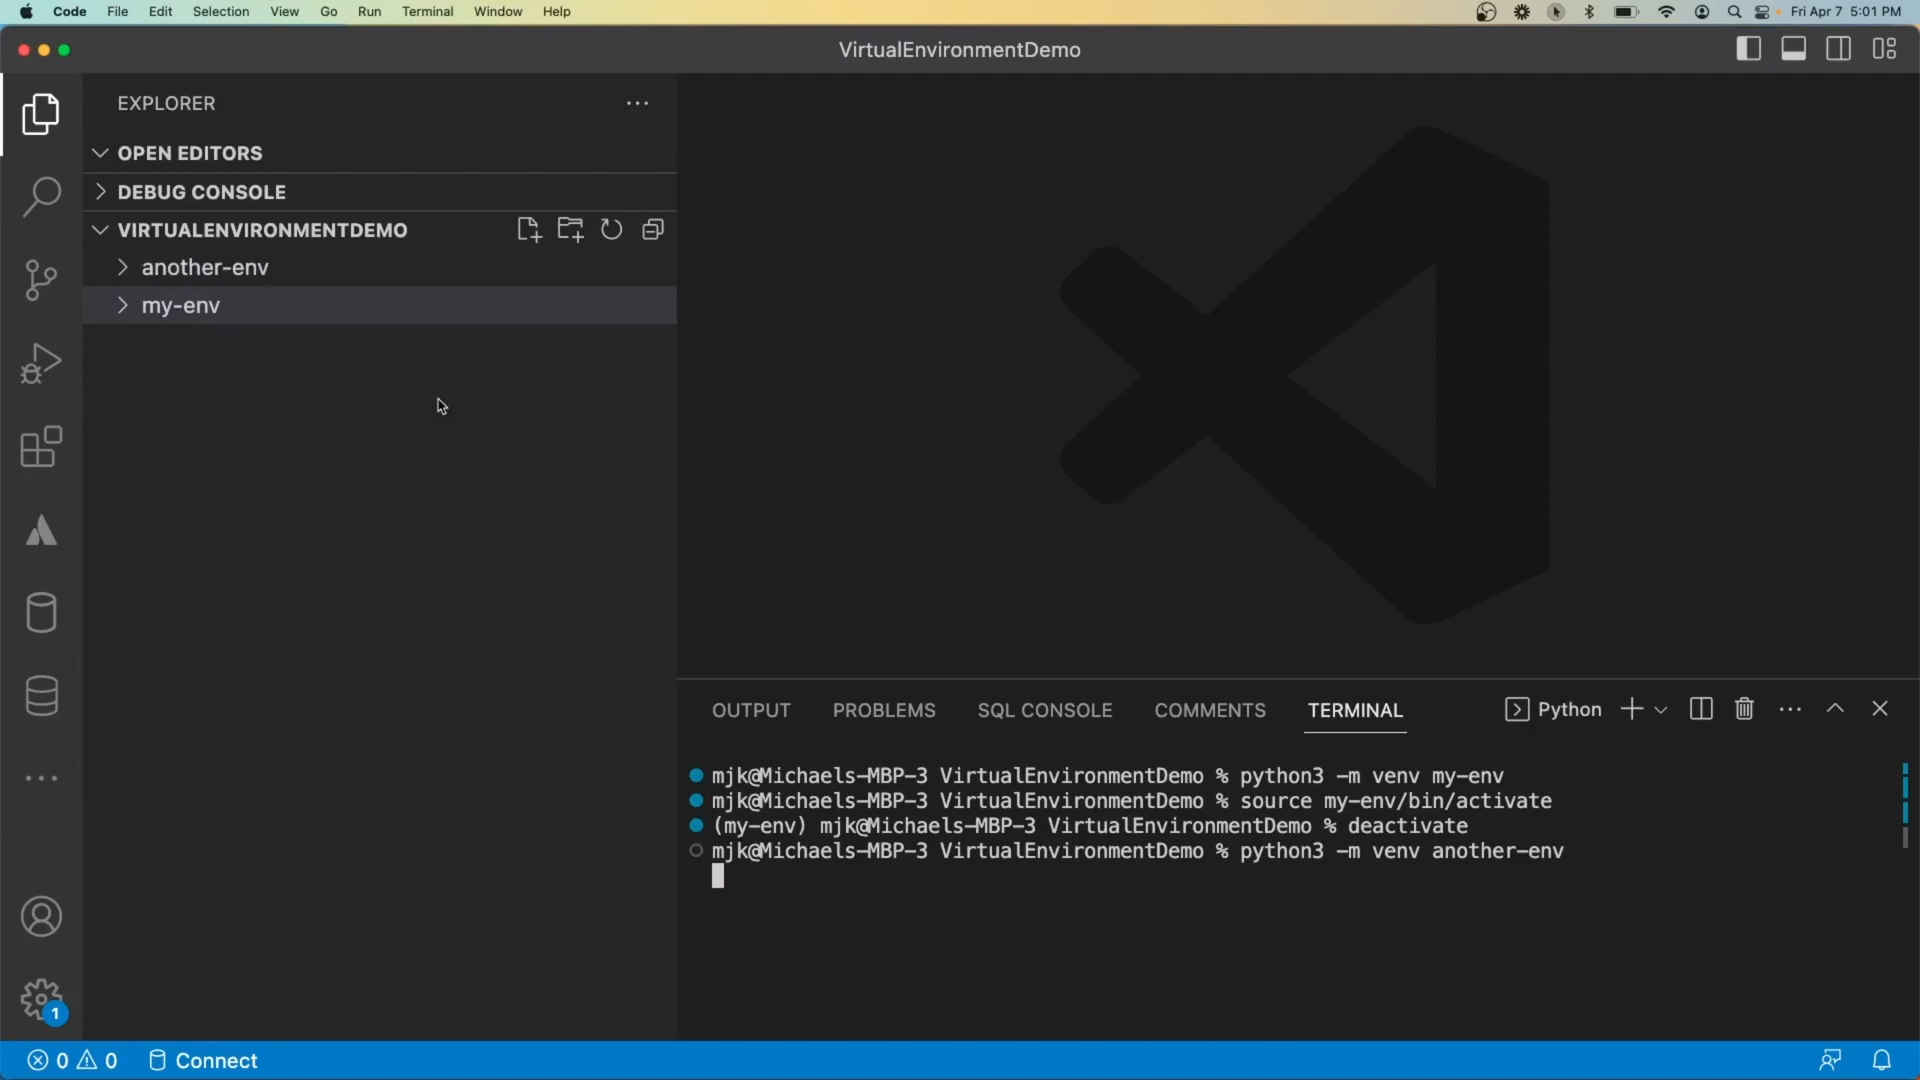 Code File Edit Selection View Go Run Terminal Window Help Fri Apr 7 5:01 PM
VirtualEnvironmentDemo
EXPLORER
OPEN EDITORS
DEBUG CONSOLE
VIRTUALENVIRONMENTDEMO
another-env
my-env
OUTPUT PROBLEMS SQL CONSOLE COMMENTS TERMINAL Python
mjk@Michaels-MBP-3 VirtualEnvironmentDemo % python3 -m venv my-env
mjk@Michaels-MBP-3 VirtualEnvironmentDemo % source my-env/bin/activate
(my-env) mjk@Michaels-MBP-3 VirtualEnvironmentDemo % deactivate
mjk@Michaels-MBP-3 VirtualEnvironmentDemo % python3 -m venv another-env
1
0 0 Connect